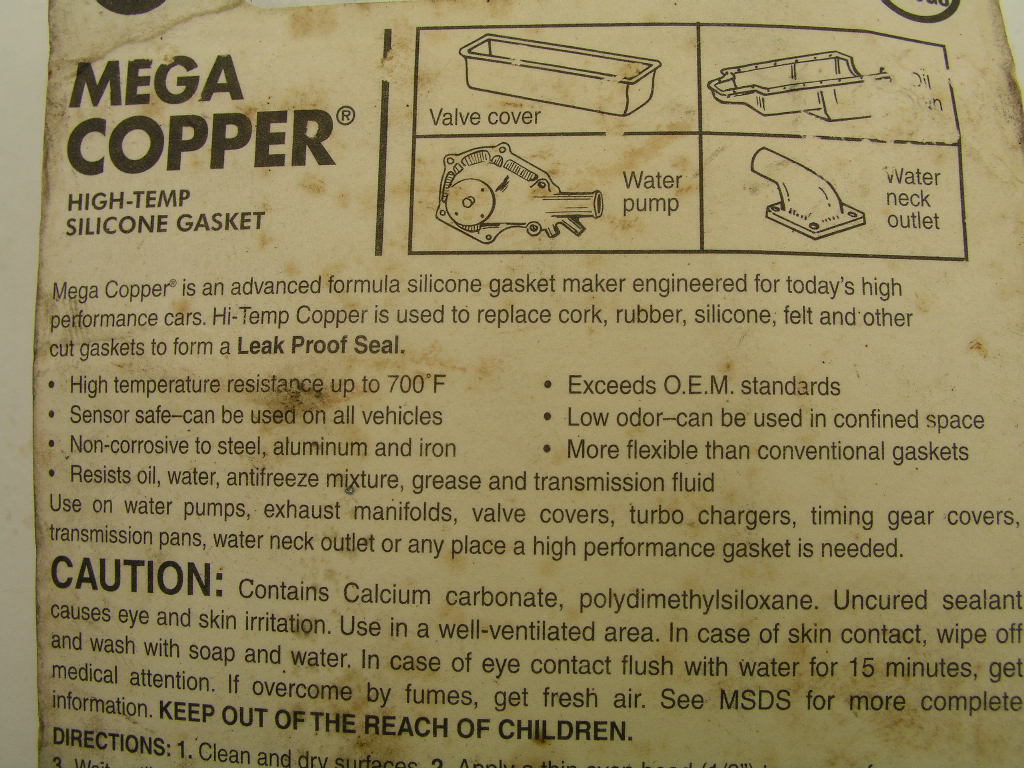 MEGA
COPPER®
HIGH-TEMP
SILICONE GASKET
Valve cover
Oil
Water
pump
Water
neck
outlet
Mega Copper® is an advanced formula silicone gasket maker engineered for today's high
performance cars. Hi-Temp Copper is used to replace cork, rubber, silicone, felt and other
cut gaskets to form a Leak Proof Seal.
• High temperature resistance up to 700°F
• Sensor safe–can be used on all vehicles
• Non-corrosive to steel, aluminum and iron
• Resists oil, water, antifreeze mixture, grease and transmission fluid
• Exceeds O.E.M. standards
• Low odor–can be used in confined space
• More flexible than conventional gaskets
Use on water pumps, exhaust manifolds, valve covers, turbo chargers, timing gear covers,
transmission pans, water neck outlet or any place a high performance gasket is needed.
CAUTION: Contains Calcium carbonate, polydimethylsiloxane. Uncured sealant
causes eye and skin irritation. Use in a well-ventilated area. In case of skin contact, wipe off
and wash with soap and water. In case of eye contact flush with water for 15 minutes, get
medical attention. If overcome by fumes, get fresh air. See MSDS for more complete
information. KEEP OUT OF THE REACH OF CHILDREN.
DIRECTIONS: 1. Clean and dry surfaces. 2. Apply a thin even bead (1/8")
3.